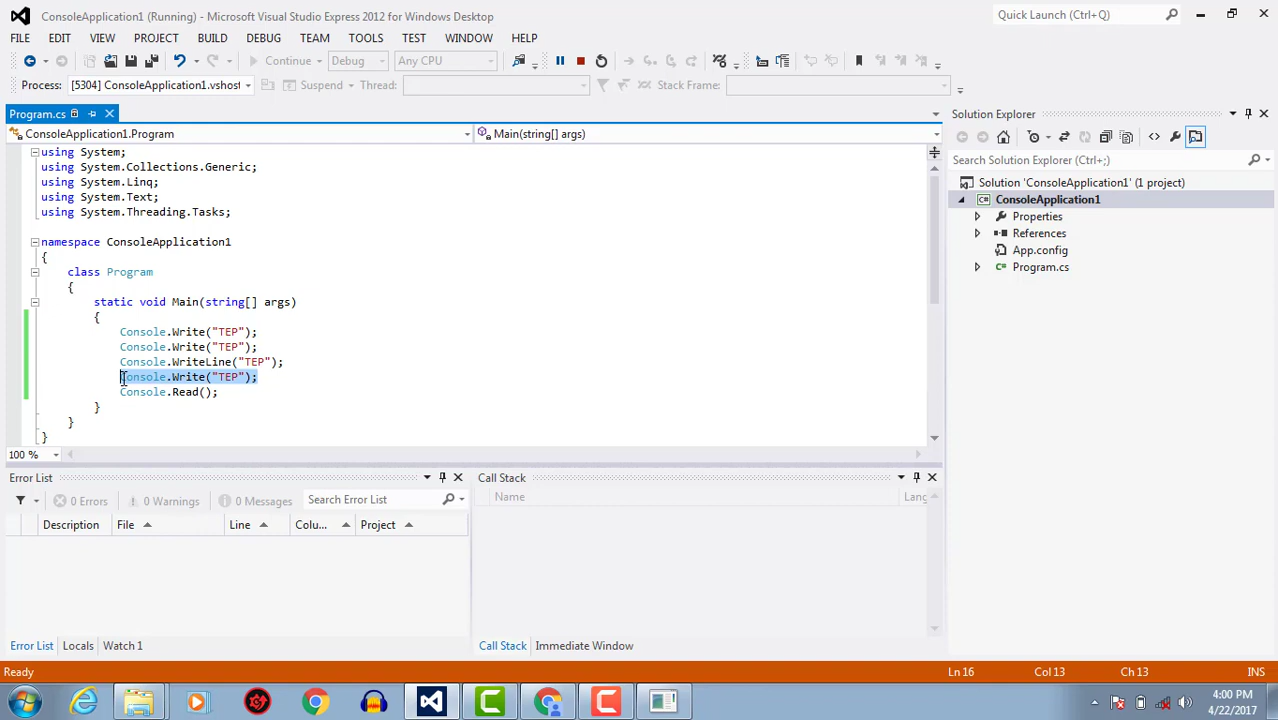 ConsoleApplication1 (Running) - Microsoft Visual Studio Express 2012 for Windows Desktop
Quick Launch (Ctrl+Q)
FILE EDIT VIEW PROJECT BUILD DEBUG TEAM TOOLS TEST WINDOW HELP
Continue Debug Any CPU
Process: [5304] ConsoleApplication1.vshost Suspend Thread: Stack Frame:
Program.cs
Solution Explorer
ConsoleApplication1.Program Main(string[] args)
Search Solution Explorer (Ctrl+;)
Solution 'ConsoleApplication1' (1 project)
ConsoleApplication1
Properties
References
App.config
Program.cs
using System;
using System.Collections.Generic;
using System.Linq;
using System.Text;
using System.Threading.Tasks;
namespace ConsoleApplication1
{
class Program
{
static void Main(string[] args)
{
Console.Write("TEP");
Console.Write("TEP");
Console.WriteLine("TEP");
Console.Write("TEP");
Console.Read();
}
}
}
100 %
Error List
0 Errors 0 Warnings 0 Messages Search Error List
Description File Line Colu... Project
Call Stack
Name Lang
Error List Locals Watch 1
Call Stack Immediate Window
Ready Ln 16 Col 13 Ch 13 INS
4:00 PM
4/22/2017